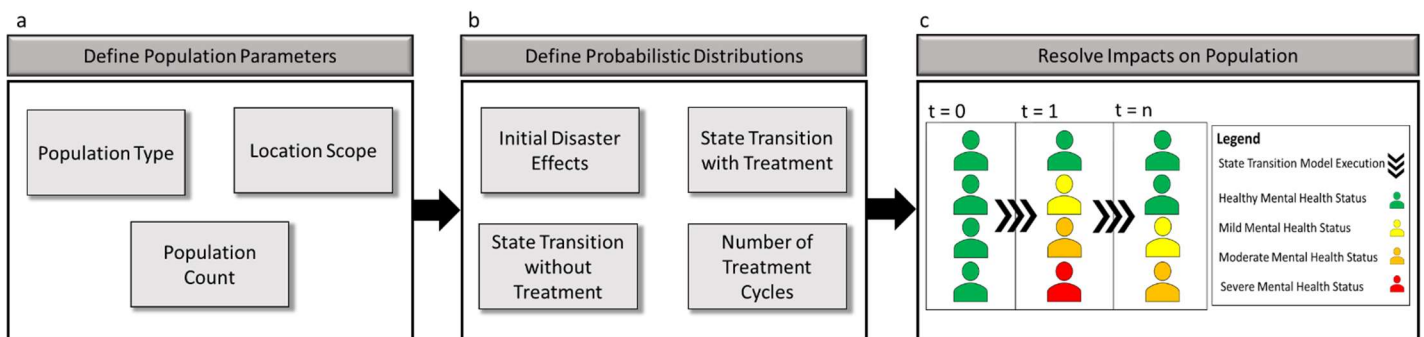 a
Define Population Parameters
Population Type
Location Scope
Population
Count
b
Define Probabilistic Distributions
Initial Disaster
Effects
State Transition
with Treatment
State Transition
without
Treatment
Number of
Treatment
Cycles
c
Resolve Impacts on Population
t = 0
t = 1
t = n
Legend
State Transition Model Execution
Healthy Mental Health Status
Mild Mental Health Status
Moderate Mental Health Status
Severe Mental Health Status